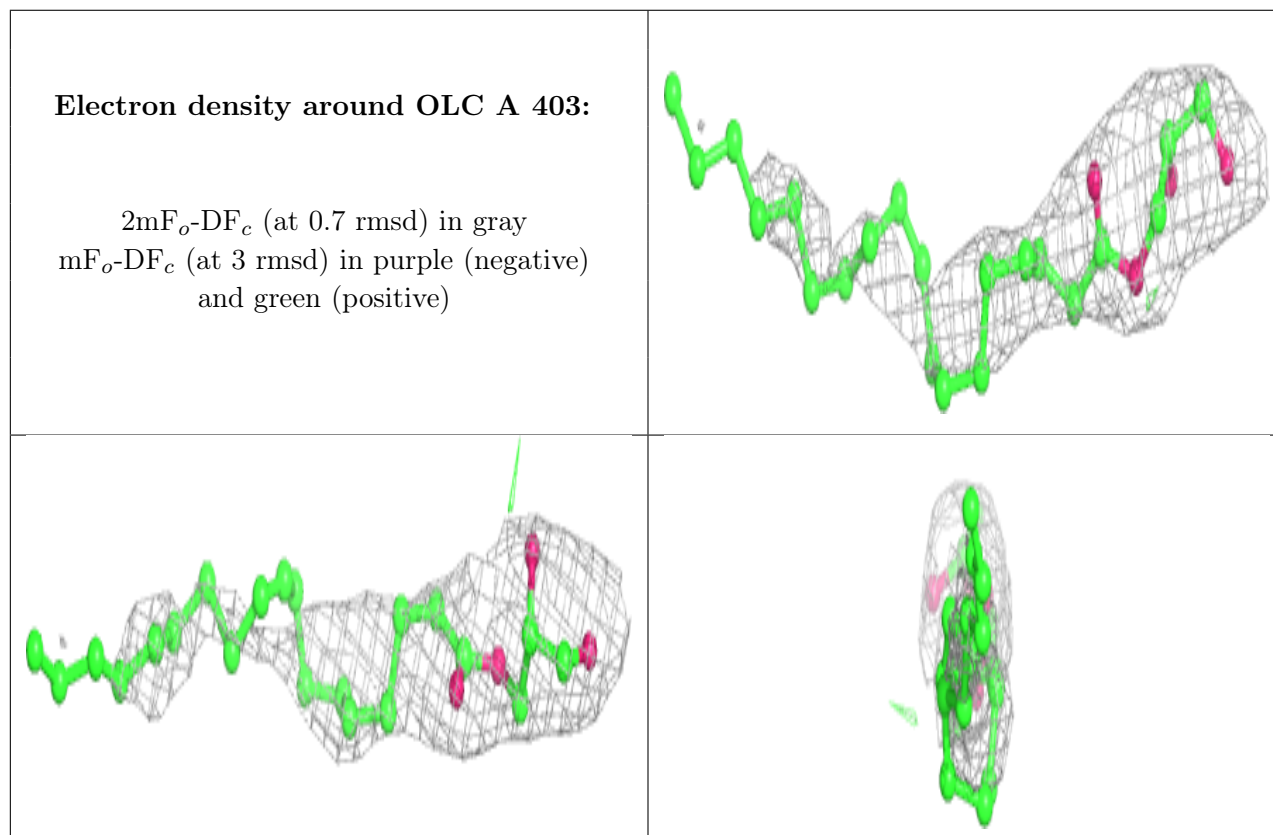 Electron density around OLC A 403:
2mFₒ-DF𝒸 (at 0.7 rmsd) in gray
mFₒ-DF𝒸 (at 3 rmsd) in purple (negative)
and green (positive)